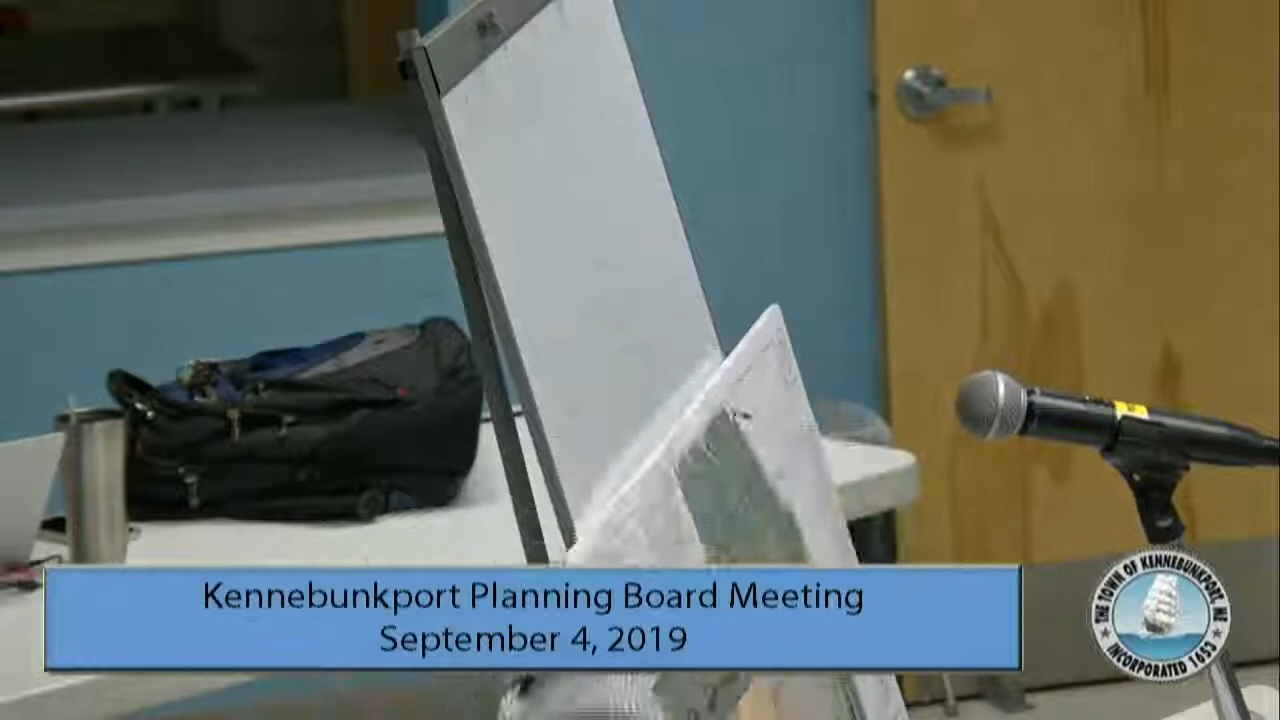 Kennebunkport Planning Board Meeting
September 4, 2019
THE TOWN OF KENNEBUNKPORT, ME
INCORPORATED 1653